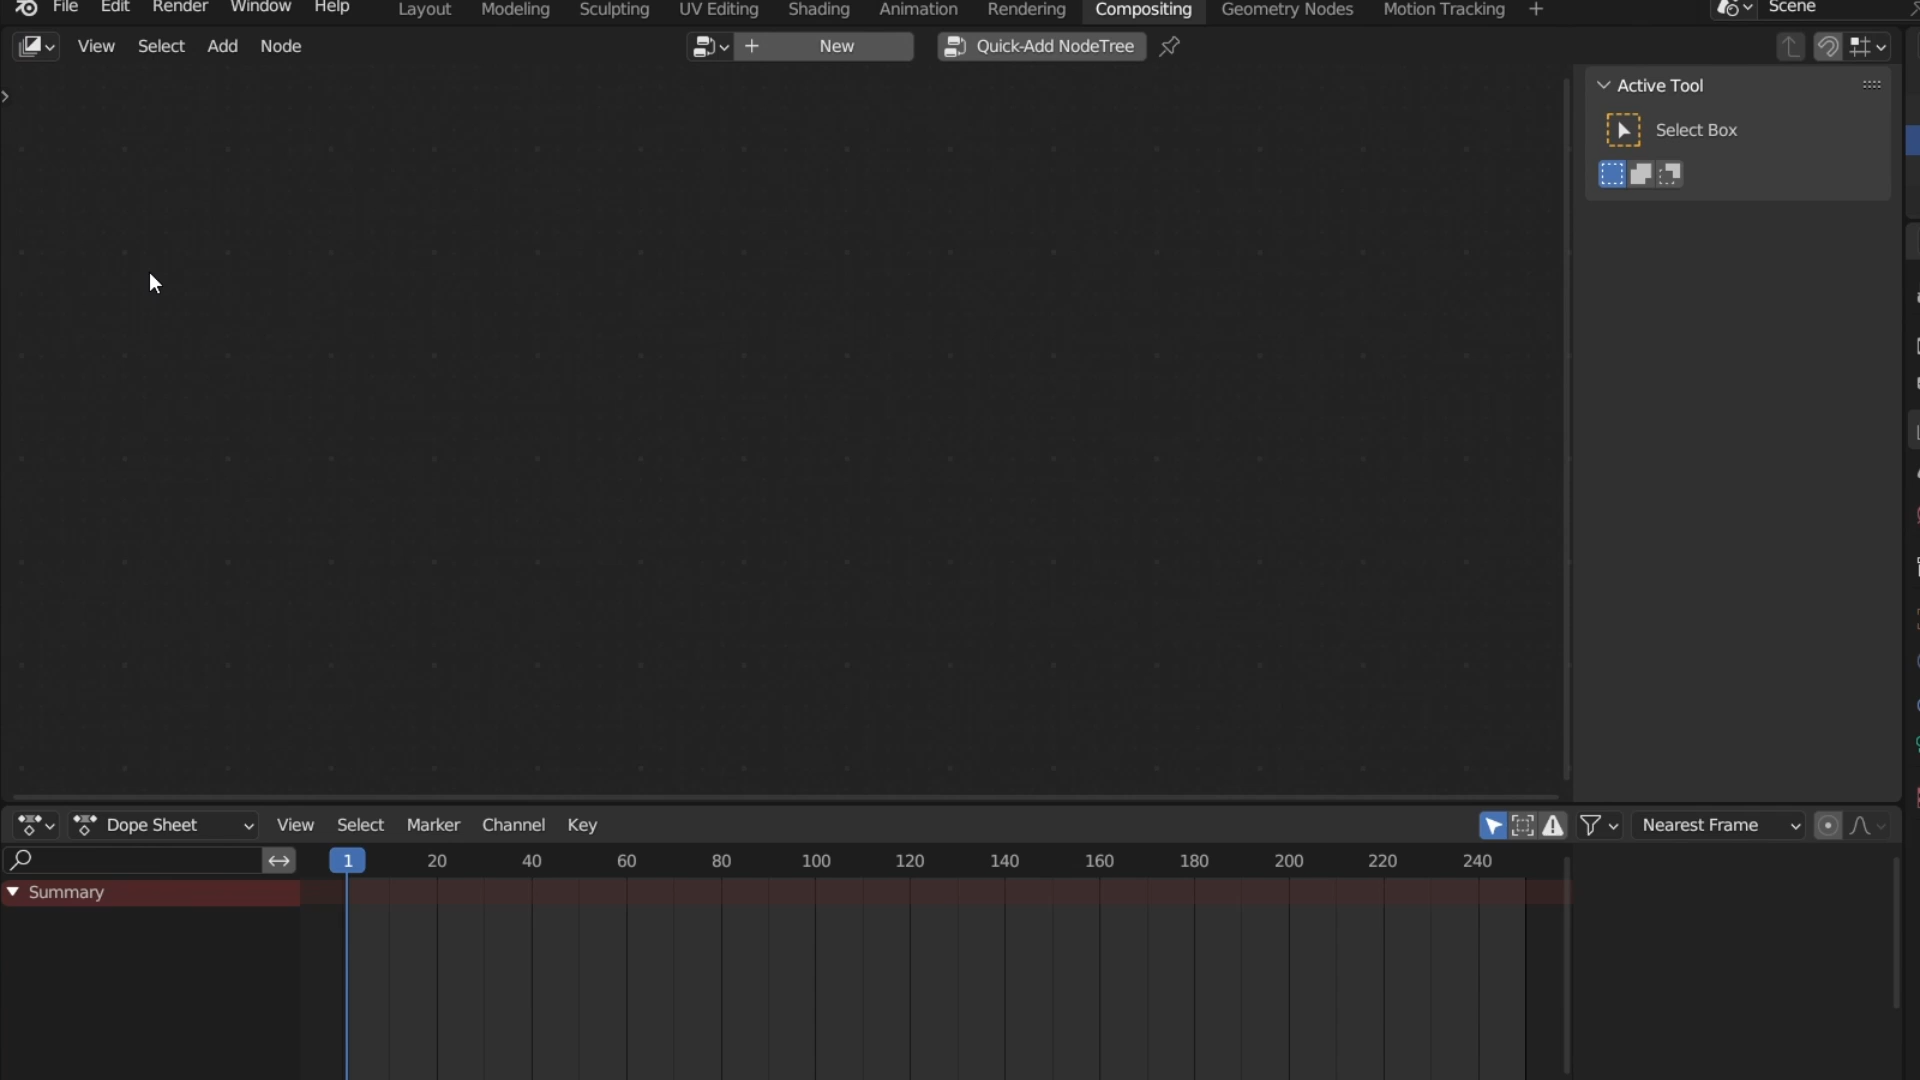 File Edit Render Window Help Layout Modeling Sculpting UV Editing Shading Animation Rendering Compositing Geometry Nodes Motion Tracking + Scene
View Select Add Node + New Quick-Add NodeTree
Active Tool
Select Box
Dope Sheet View Select Marker Channel Key Nearest Frame
1 20 40 60 80 100 120 140 160 180 200 220 240
Summary